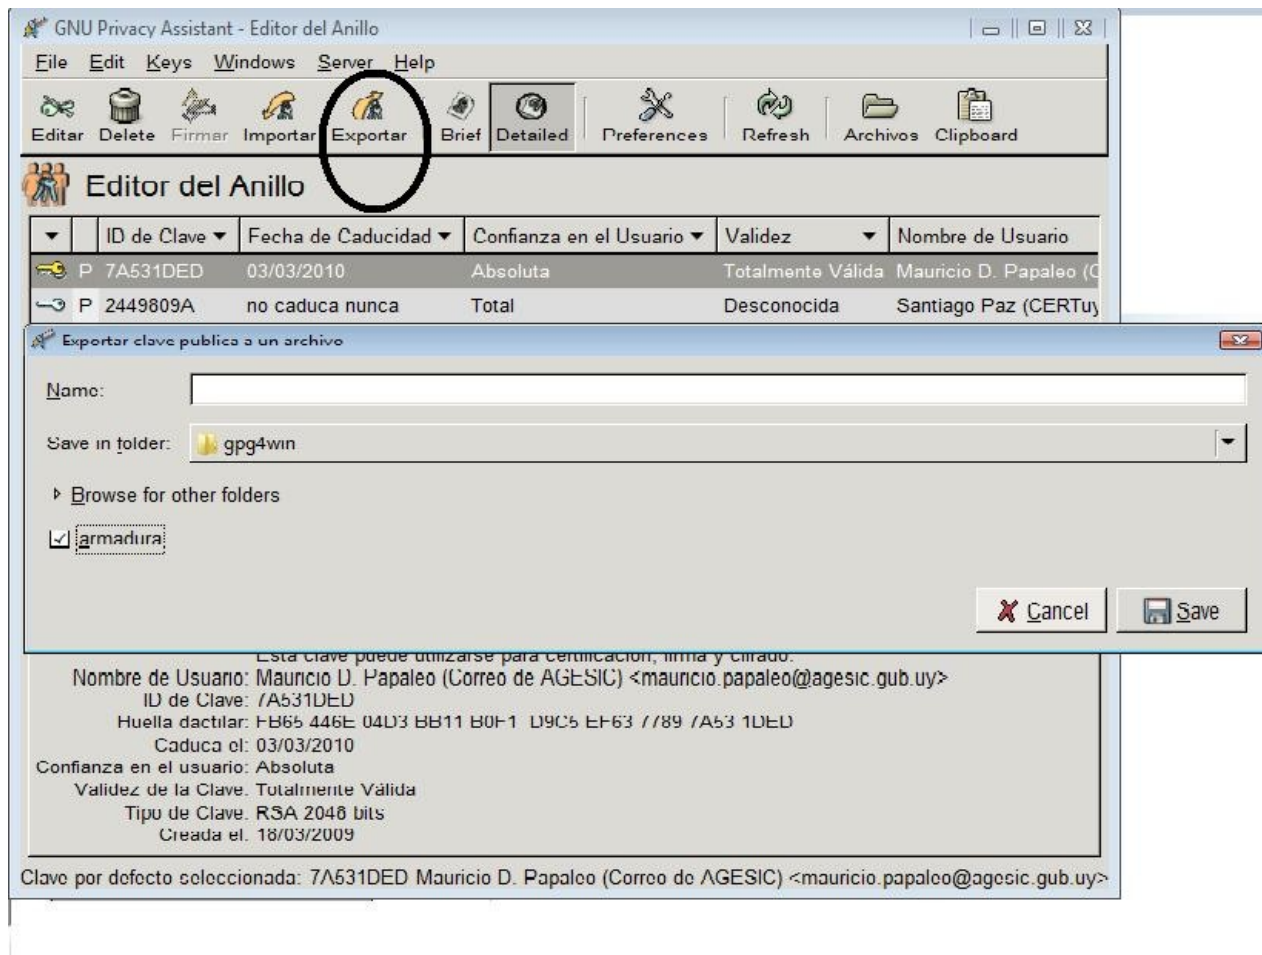 GNU Privacy Assistant - Editor del Anillo
File Edit Keys Windows Server Help
Editar Delete Firmar Importar Exportar Brief Detailed Preferences Refresh Archivos Clipboard
Editor del Anillo
ID de Clave Fecha de Caducidad Confianza en el Usuario Validez Nombre de Usuario
P 7A531DED 03/03/2010 Absoluta Totalmente Válida Mauricio D. Papaleo (C
P 2449809A no caduca nunca Total Desconocida Santiago Paz (CERTuy
Exportar clave publica a un archivo
Name:
Save in folder: gpg4win
Browse for other folders
armadura
Cancel Save
Esta clave puede utilizarse para certificación, firma y cifrado.
Nombre de Usuario: Mauricio D. Papaleo (Correo de AGESIC) <mauricio.papaleo@agesic.gub.uy>
ID de Clave: 7A531DED
Huella dactilar: FB65 446E 04D3 BB11 B0F1 D9C5 EF63 7789 7A53 1DED
Caduca el: 03/03/2010
Confianza en el usuario: Absoluta
Validez de la Clave: Totalmente Válida
Tipo de Clave: RSA 2048 bits
Creada el: 18/03/2009
Clave por defecto seleccionada: 7A531DED Mauricio D. Papaleo (Correo de AGESIC) <mauricio.papaleo@agesic.gub.uy>